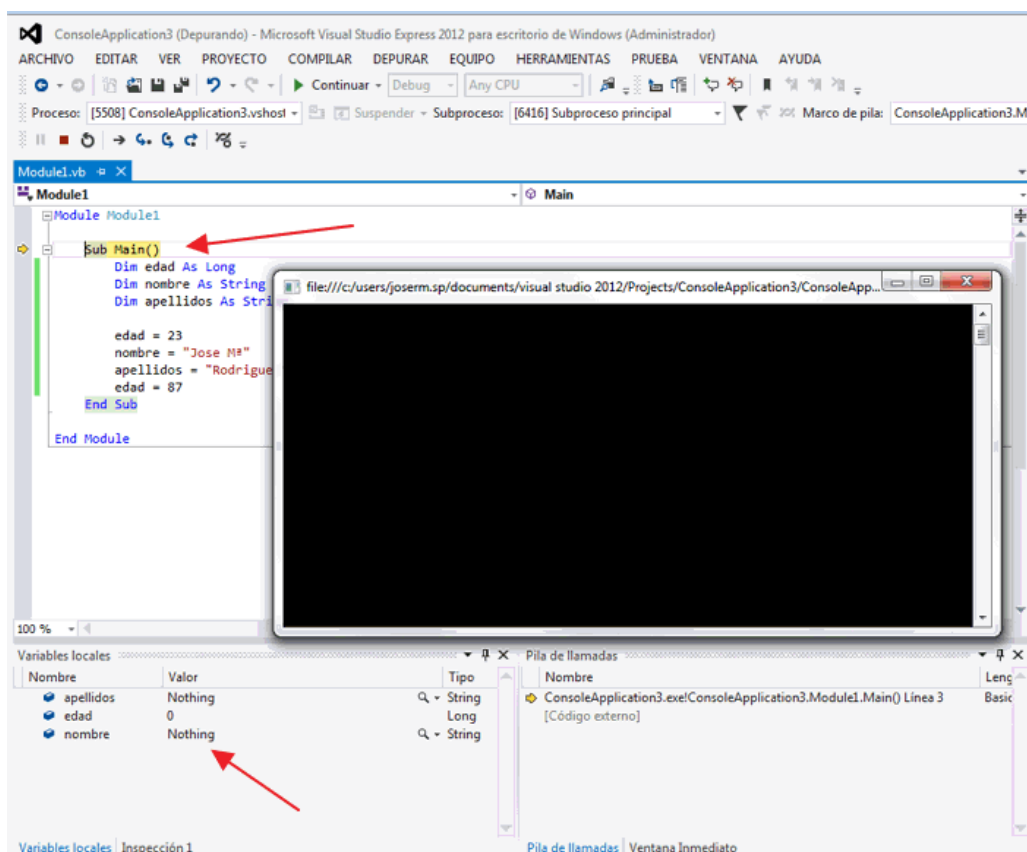 ConsoleApplication3 (Depurando) - Microsoft Visual Studio Express 2012 para escritorio de Windows (Administrador)
ARCHIVO EDITAR VER PROYECTO COMPILAR DEPURAR EQUIPO HERRAMIENTAS PRUEBA VENTANA AYUDA
Continuar Debug Any CPU
Proceso: [5508] ConsoleApplication3.vshost Suspender Subproceso: [6416] Subproceso principal Marco de pila: ConsoleApplication3.M
Module1.vb
Module1 Main
Module Module1
Sub Main()
Dim edad As Long
Dim nombre As String
Dim apellidos As Stri
file:///c:/users/joserm.sp/documents/visual studio 2012/Projects/ConsoleApplication3/ConsoleApp...
edad = 23
nombre = "Jose Mª"
apellidos = "Rodrigue
edad = 87
End Sub
End Module
100 %
Variables locales
Nombre Valor Tipo
apellidos Nothing String
edad 0 Long
nombre Nothing String
Variables locales Inspección 1
Pila de llamadas
Nombre Leng
ConsoleApplication3.exe!ConsoleApplication3.Module1.Main() Línea 3 Basic
[Código externo]
Pila de llamadas Ventana Inmediato